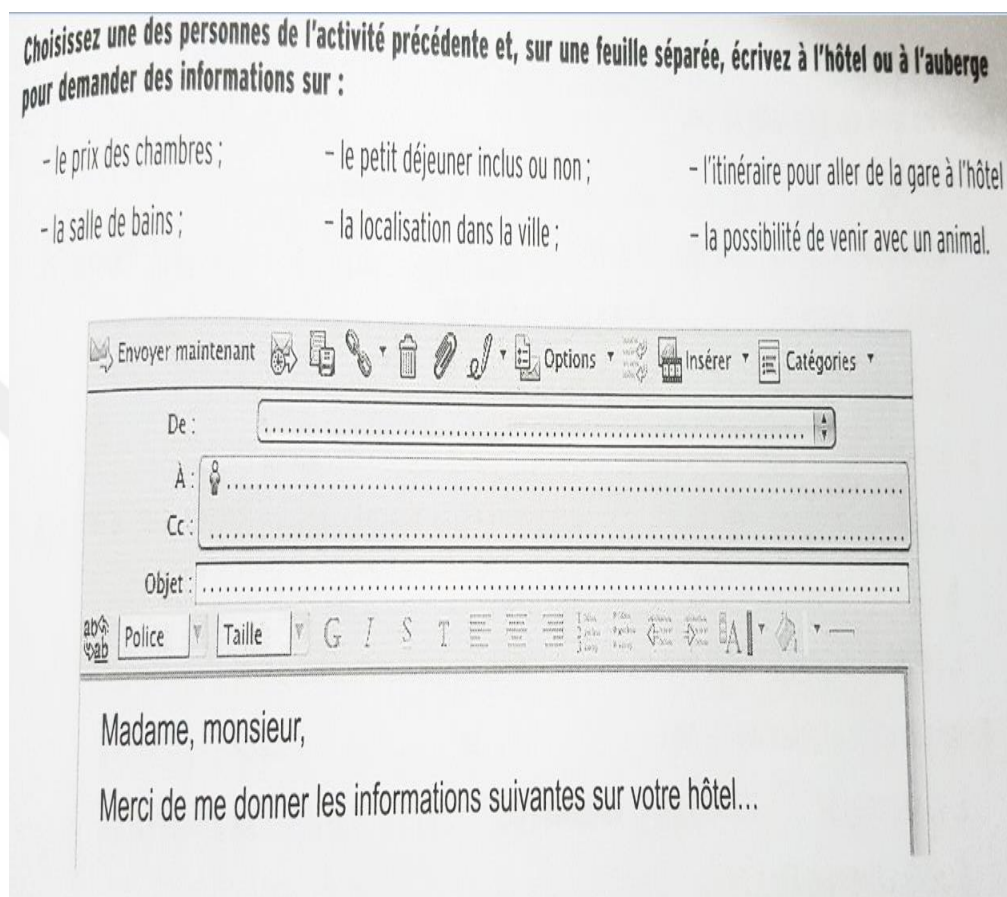 Choisissez une des personnes de l'activité précédente et, sur une feuille séparée, écrivez à l'hôtel ou à l'auberge
pour demander des informations sur :
- le prix des chambres ;
- le petit déjeuner inclus ou non ;
- l'itinéraire pour aller de la gare à l'hôtel
- la salle de bains ;
- la localisation dans la ville ;
- la possibilité de venir avec un animal.
Envoyer maintenant Options Insérer Catégories
De :
À :
Cc :
Objet :
Police Taille G I S T A
Madame, monsieur,
Merci de me donner les informations suivantes sur votre hôtel...